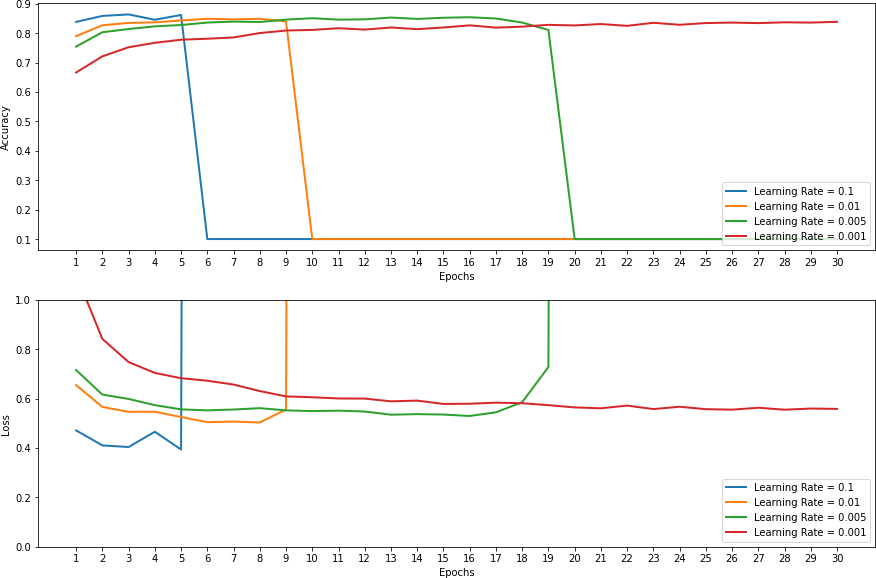 0.9
0.8
0.7
0.6
0.5
0.4
0.3
0.2
0.1
Accuracy
1 2 3 4 5 6 7 8 9 10 11 12 13 14 15 16 17 18 19 20 21 22 23 24 25 26 27 28 29 30
Epochs
Learning Rate = 0.1
Learning Rate = 0.01
Learning Rate = 0.005
Learning Rate = 0.001
1.0
0.8
0.6
0.4
0.2
0.0
Loss
1 2 3 4 5 6 7 8 9 10 11 12 13 14 15 16 17 18 19 20 21 22 23 24 25 26 27 28 29 30
Epochs
Learning Rate = 0.1
Learning Rate = 0.01
Learning Rate = 0.005
Learning Rate = 0.001